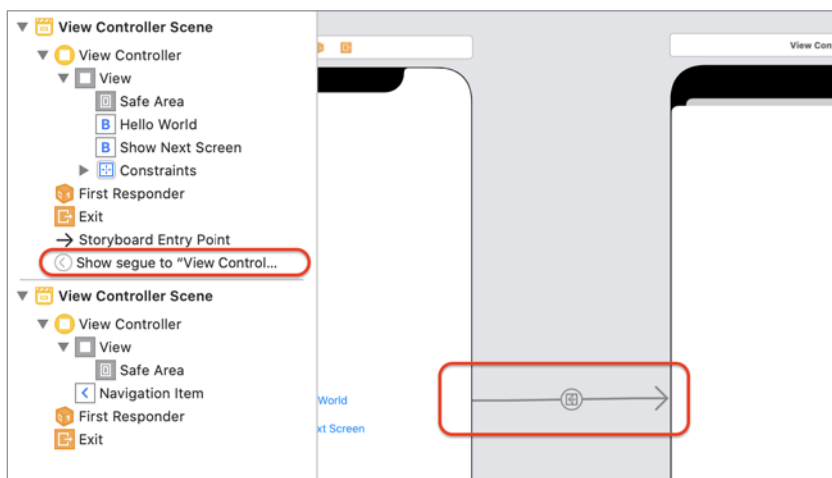 View Controller Scene
View Controller
View
Safe Area
B Hello World
B Show Next Screen
Constraints
First Responder
Exit
Storyboard Entry Point
Show segue to “View Control...
View Controller Scene
View Controller
View
Safe Area
Navigation Item
First Responder
Exit
View Con
World
xt Screen